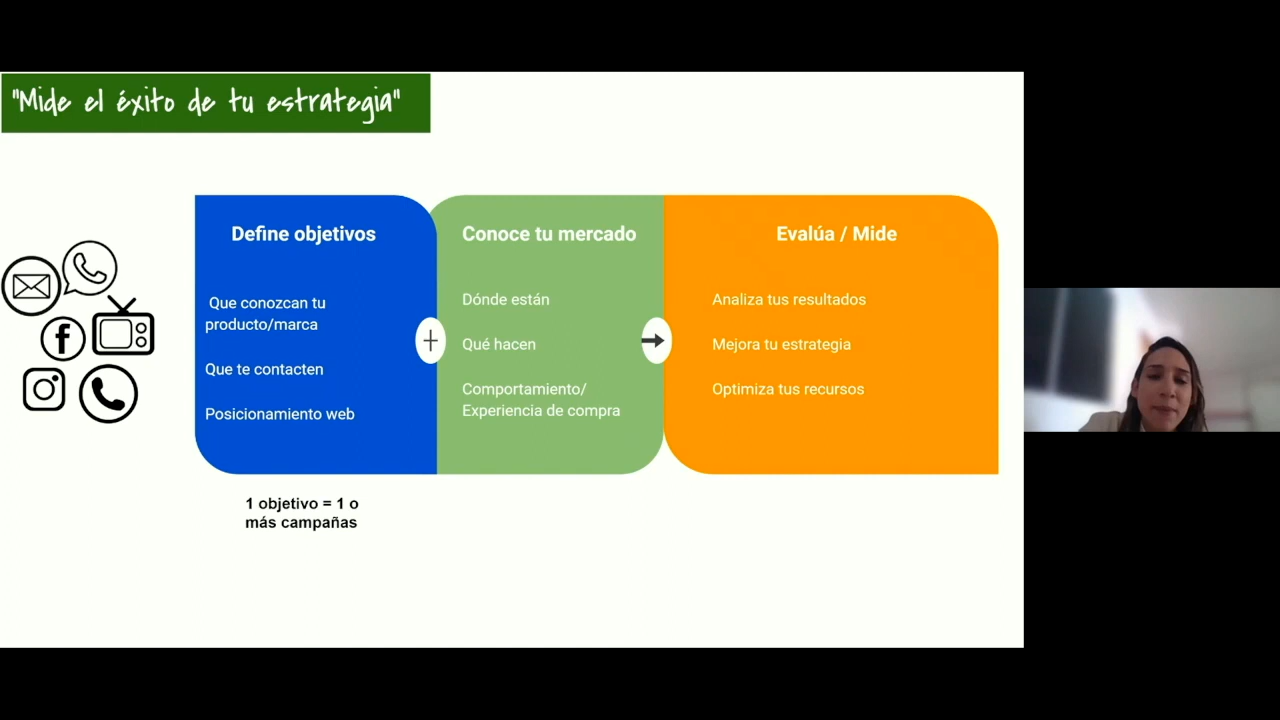 "Mide el éxito de tu estrategia"
Define objetivos
Que conozcan tu
producto/marca
Que te contacten
Posicionamiento web
Conoce tu mercado
Dónde están
Qué hacen
Comportamiento/
Experiencia de compra
Evalúa / Mide
Analiza tus resultados
Mejora tu estrategia
Optimiza tus recursos
1 objetivo = 1 o
más campañas